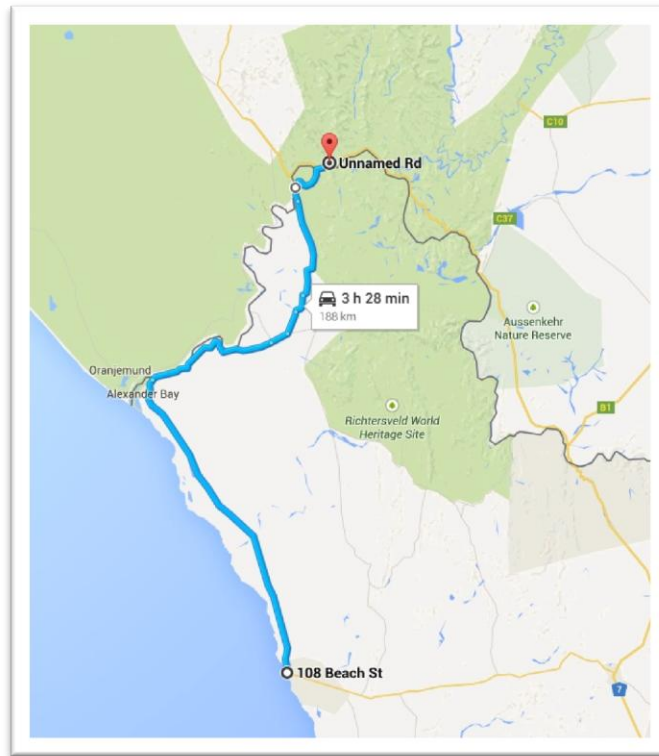 C10
Unnamed Rd
C37
3 h 28 min
188 km
Aussenkehr
Nature Reserve
Oranjemund
Alexander Bay
B1
Richtersveld World
Heritage Site
108 Beach St
7